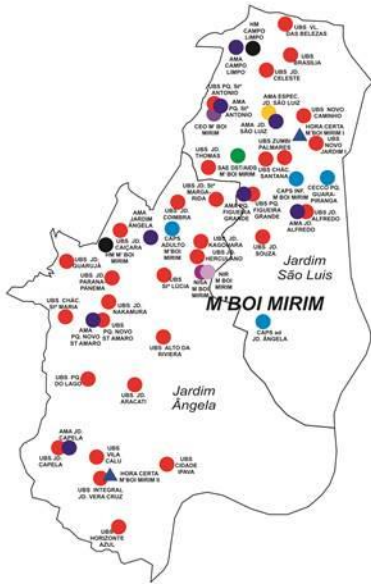 HM
CAMPO
LIMPO
UBS VL.
DAS BELEZAS
AMA
CAMPO
LIMPO
UBS
BRASILIA
UBS JD.
CELESTE
UBS PQ. Stº
ANTONIO
AMA
PQ. Stº
ANTONIO
CEO M' BOI
MIRIM
AMA ESPEC.
JD. SÃO LUIZ
AMA JD.
SÃO LUIZ
UBS NOVO
CAMINHO
HORA CERTA
M'BOI MIRIM I
UBS ZUMBI
PALMARES
UBS
NOVO
JARDIM I
UBS JD.
THOMAS
SAE DST/AIDS
M'BOI MIRIM
UBS CHÁC.
SANTANA
CAPS INF.
M'BOI MIRIM
CECCO PQ.
GUARA-
PIRANGA
UBS JD. Stª
MARGA-
RIDA
AMA PQ.
FIGUEIRA
GRANDE
UBS
PQ. FIGUEIRA
GRANDE
AMA JD.
ALFREDO
UBS JD.
ALFREDO
AMA
JARDIM
ÂNGELA
UBS JD.
COIMBRA
UBS JD.
CAIÇARA
HM M'BOI
MIRIM
CAPS
ADULTO
M'BOI
MIRIM
UBS JD.
KAGOHARA
UBS JD.
HERCULANO
UBS JD.
SOUZA
Jardim
São Luis
UBS JD.
GUARUJÁ
UBS JD.
PARANA-
PANEMA
UBS
Stª LÚCIA
NISA
M BOI
MIRIM
NIR
M BOI
MIRIM
M'BOI MIRIM
UBS CHÁC.
STª MARIA
UBS JD.
NAKAMURA
AMA
PQ. NOVO
ST AMARO
UBS
PQ. NOVO
ST AMARO
CAPS ad
JD. ÂNGELA
UBS ALTO DA
RIVIERA
UBS PQ.
DO LAGO
UBS JD.
ARACATI
Jardim
Ângela
AMA JD.
CAPELA
UBS JD.
CAPELA
UBS
VILA
CALU
HORA CERTA
M'BOI MIRIM II
UBS INTEGRAL
JD. VERA CRUZ
UBS
CIDADE
IPAVA
UBS
HORIZONTE
AZUL